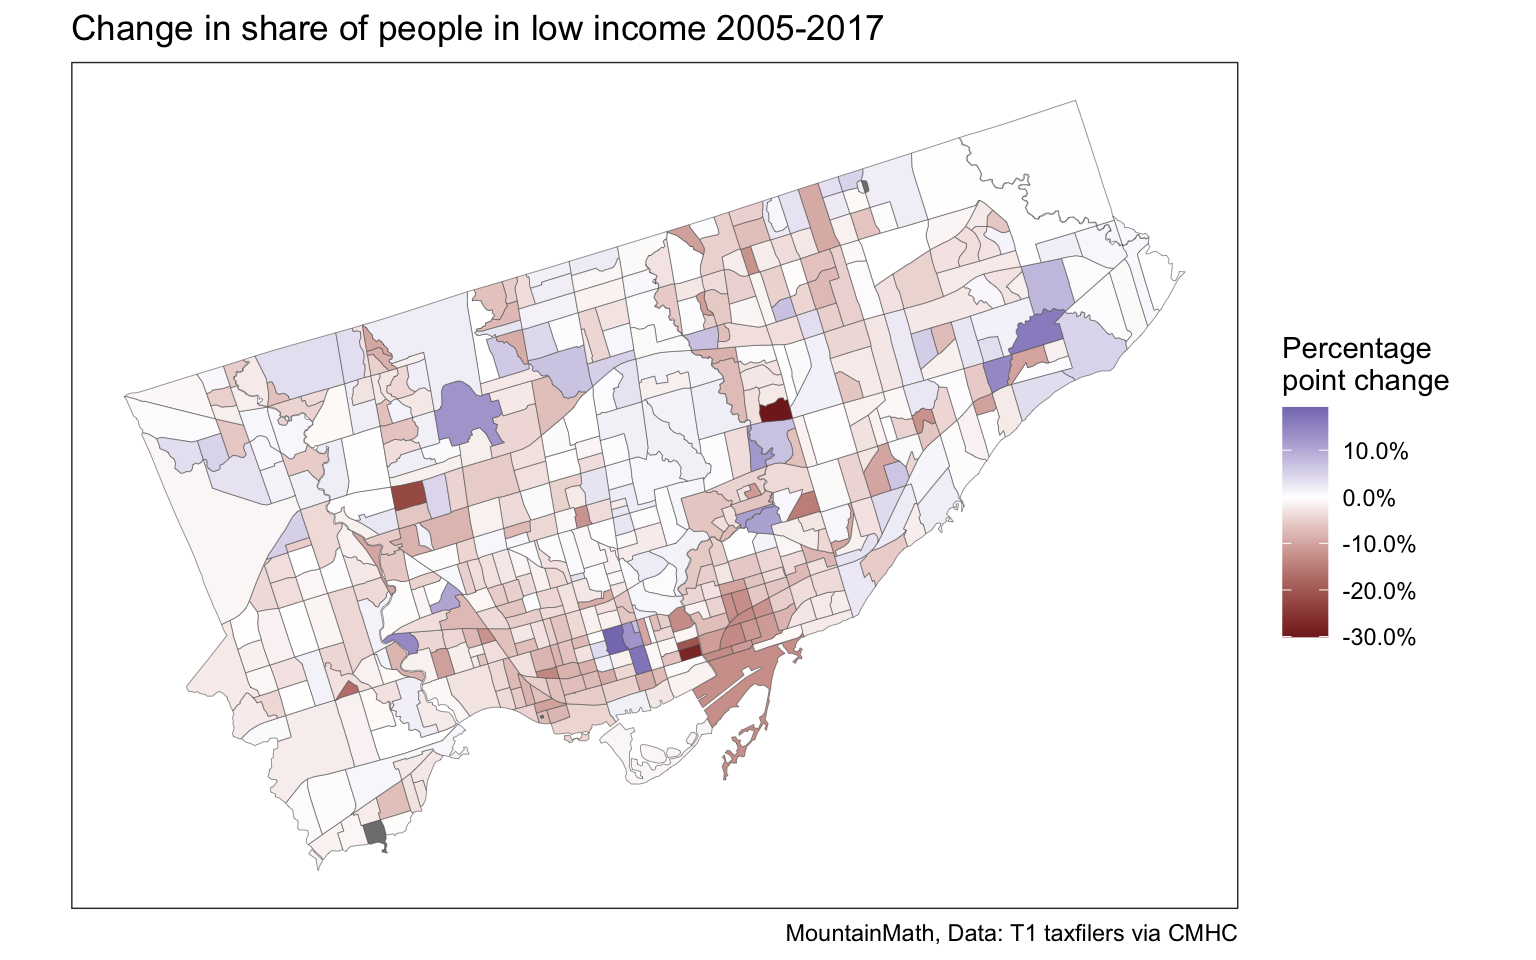 Change in share of people in low income 2005-2017
Percentage
point change
10.0%
0.0%
-10.0%
-20.0%
-30.0%
MountainMath, Data: T1 taxfilers via CMHC